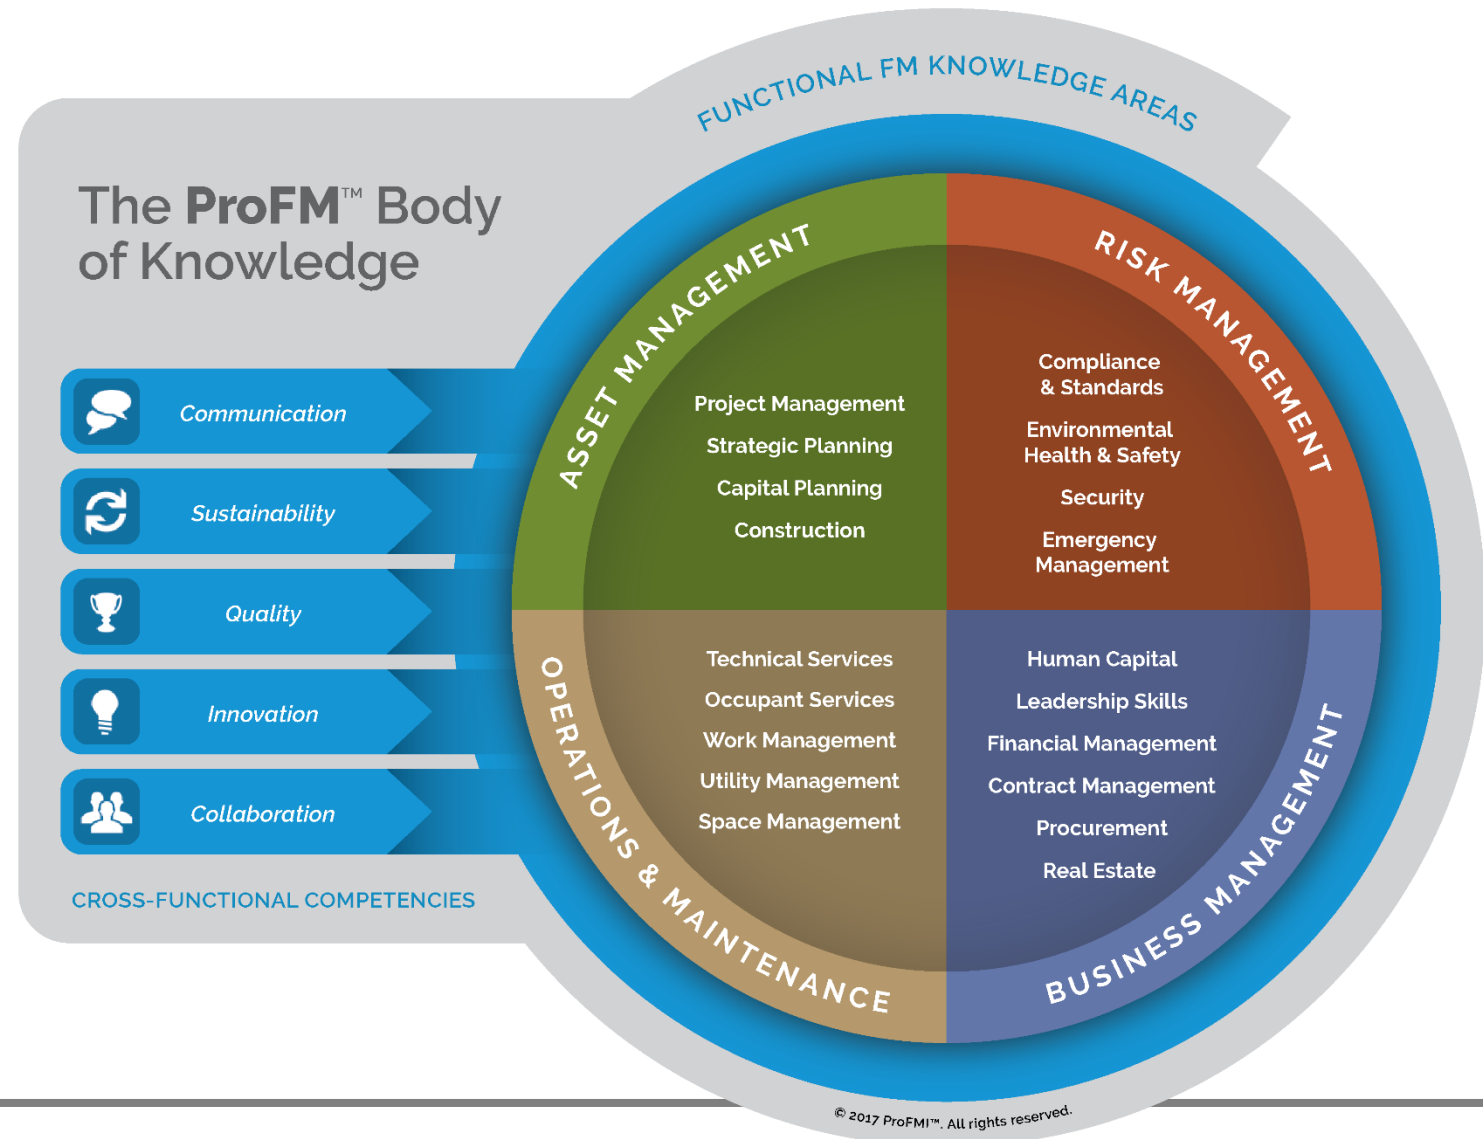 FUNCTIONAL FM KNOWLEDGE AREAS
The ProFM™ Body
of Knowledge
Communication
Sustainability
Quality
Innovation
Collaboration
CROSS-FUNCTIONAL COMPETENCIES
ASSET MANAGEMENT
Project Management
Strategic Planning
Capital Planning
Construction
RISK MANAGEMENT
Compliance
& Standards
Environmental
Health & Safety
Security
Emergency
Management
OPERATIONS & MAINTENANCE
Technical Services
Occupant Services
Work Management
Utility Management
Space Management
BUSINESS MANAGEMENT
Human Capital
Leadership Skills
Financial Management
Contract Management
Procurement
Real Estate
© 2017 ProFMI™. All rights reserved.